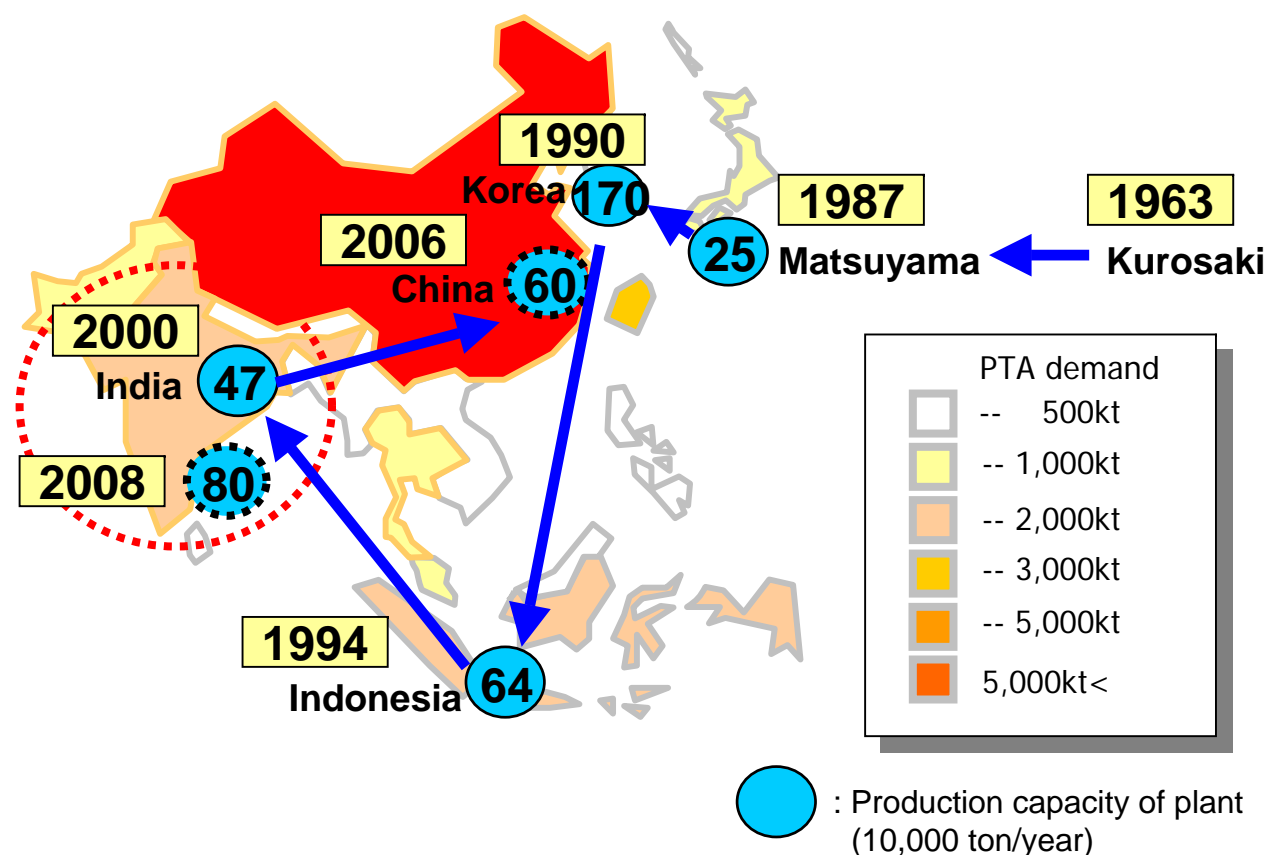 1990
Korea
170
1987
25
Matsuyama
1963
Kurosaki
2006
China
60
2000
India
47
2008
80
1994
Indonesia
64
PTA demand
-- 500kt
-- 1,000kt
-- 2,000kt
-- 3,000kt
-- 5,000kt
5,000kt<
: Production capacity of plant
(10,000 ton/year)